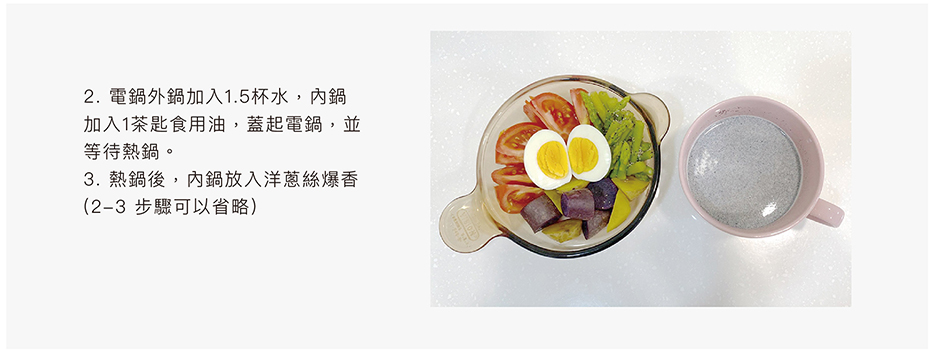 2. 電鍋外鍋加入1.5杯水，內鍋
加入1茶匙食用油，蓋起電鍋，並
等待熱鍋。
3. 熱鍋後，內鍋放入洋蔥絲爆香
(2–3 步驟可以省略)